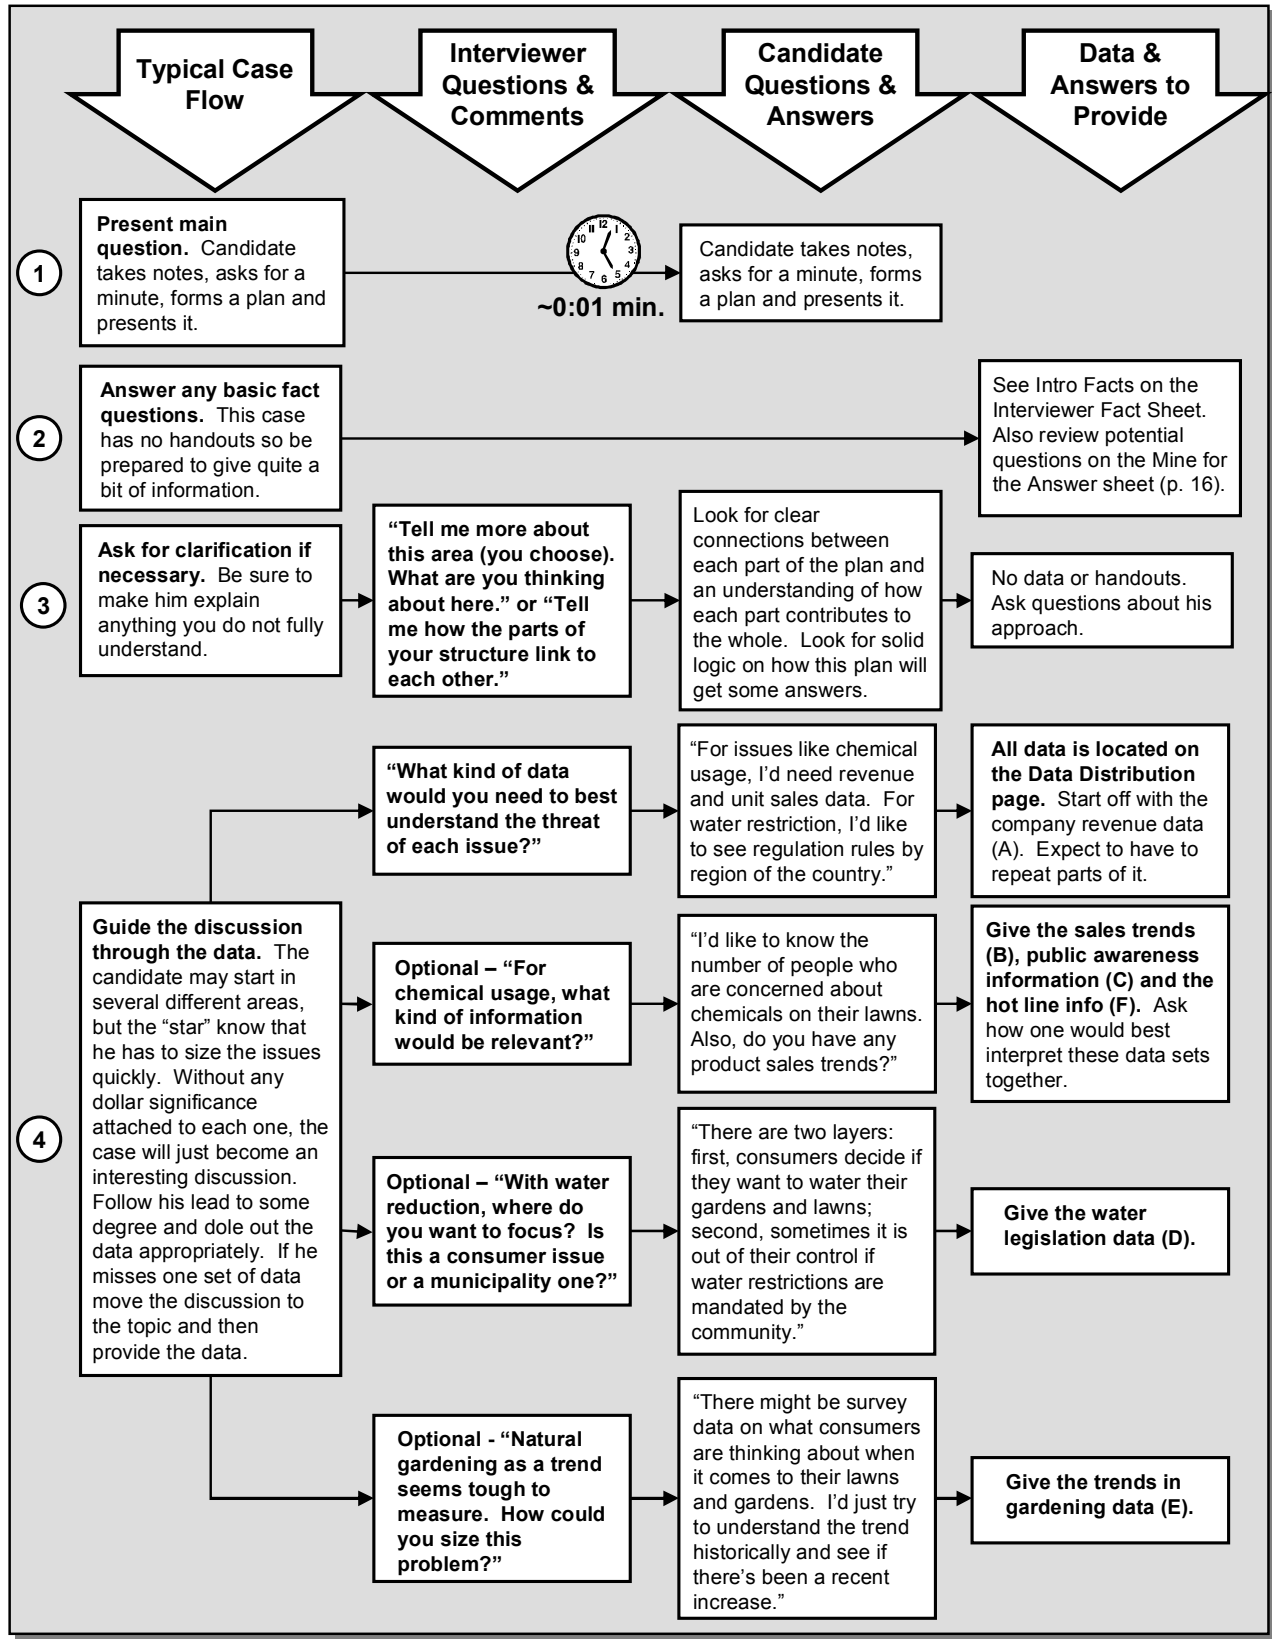 Typical Case
Flow
Interviewer
Questions &
Comments
Candidate
Questions &
Answers
Data &
Answers to
Provide
1
Present main
question. Candidate
takes notes, asks for a
minute, forms a plan and
presents it.
12
1
2
3
4
5
6
7
8
9
10
11
~0:01 min.
Candidate takes notes,
asks for a minute, forms
a plan and presents it.
2
Answer any basic fact
questions. This case
has no handouts so be
prepared to give quite a
bit of information.
See Intro Facts on the
Interviewer Fact Sheet.
Also review potential
questions on the Mine for
the Answer sheet (p. 16).
3
Ask for clarification if
necessary. Be sure to
make him explain
anything you do not fully
understand.
“Tell me more about
this area (you choose).
What are you thinking
about here.” or “Tell
me how the parts of
your structure link to
each other.”
Look for clear
connections between
each part of the plan and
an understanding of how
each part contributes to
the whole. Look for solid
logic on how this plan will
get some answers.
No data or handouts.
Ask questions about his
approach.
4
Guide the discussion
through the data. The
candidate may start in
several different areas,
but the “star” know that
he has to size the issues
quickly. Without any
dollar significance
attached to each one, the
case will just become an
interesting discussion.
Follow his lead to some
degree and dole out the
data appropriately. If he
misses one set of data
move the discussion to
the topic and then
provide the data.
“What kind of data
would you need to best
understand the threat
of each issue?”
“For issues like chemical
usage, I’d need revenue
and unit sales data. For
water restriction, I’d like
to see regulation rules by
region of the country.”
All data is located on
the Data Distribution
page. Start off with the
company revenue data
(A). Expect to have to
repeat parts of it.
Optional – “For
chemical usage, what
kind of information
would be relevant?”
“I’d like to know the
number of people who
are concerned about
chemicals on their lawns.
Also, do you have any
product sales trends?”
Give the sales trends
(B), public awareness
information (C) and the
hot line info (F). Ask
how one would best
interpret these data sets
together.
Optional – “With water
reduction, where do
you want to focus? Is
this a consumer issue
or a municipality one?”
“There are two layers:
first, consumers decide if
they want to water their
gardens and lawns;
second, sometimes it is
out of their control if
water restrictions are
mandated by the
community.”
Give the water
legislation data (D).
Optional - “Natural
gardening as a trend
seems tough to
measure. How could
you size this
problem?”
“There might be survey
data on what consumers
are thinking about when
it comes to their lawns
and gardens. I’d just try
to understand the trend
historically and see if
there’s been a recent
increase.”
Give the trends in
gardening data (E).